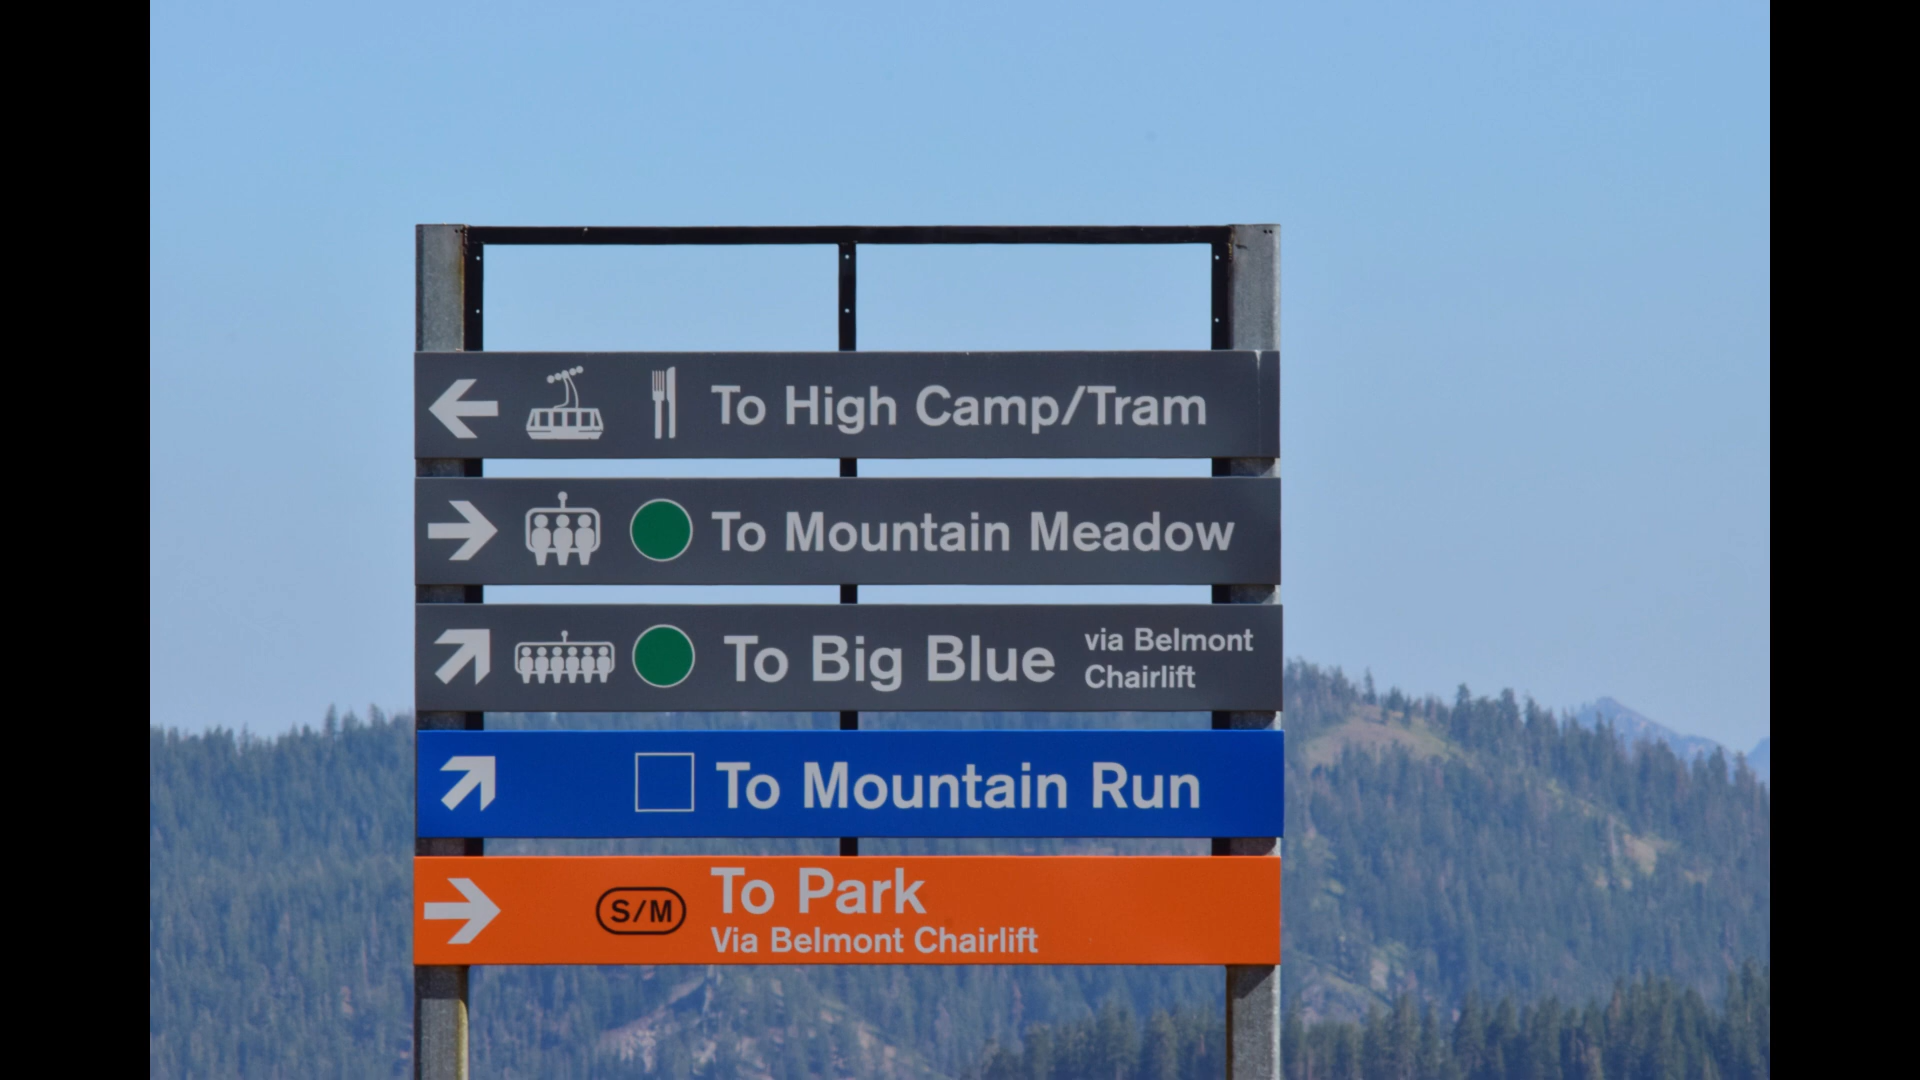 To High Camp/Tram
To Mountain Meadow
To Big Blue via Belmont
Chairlift
To Mountain Run
S/M To Park
Via Belmont Chairlift